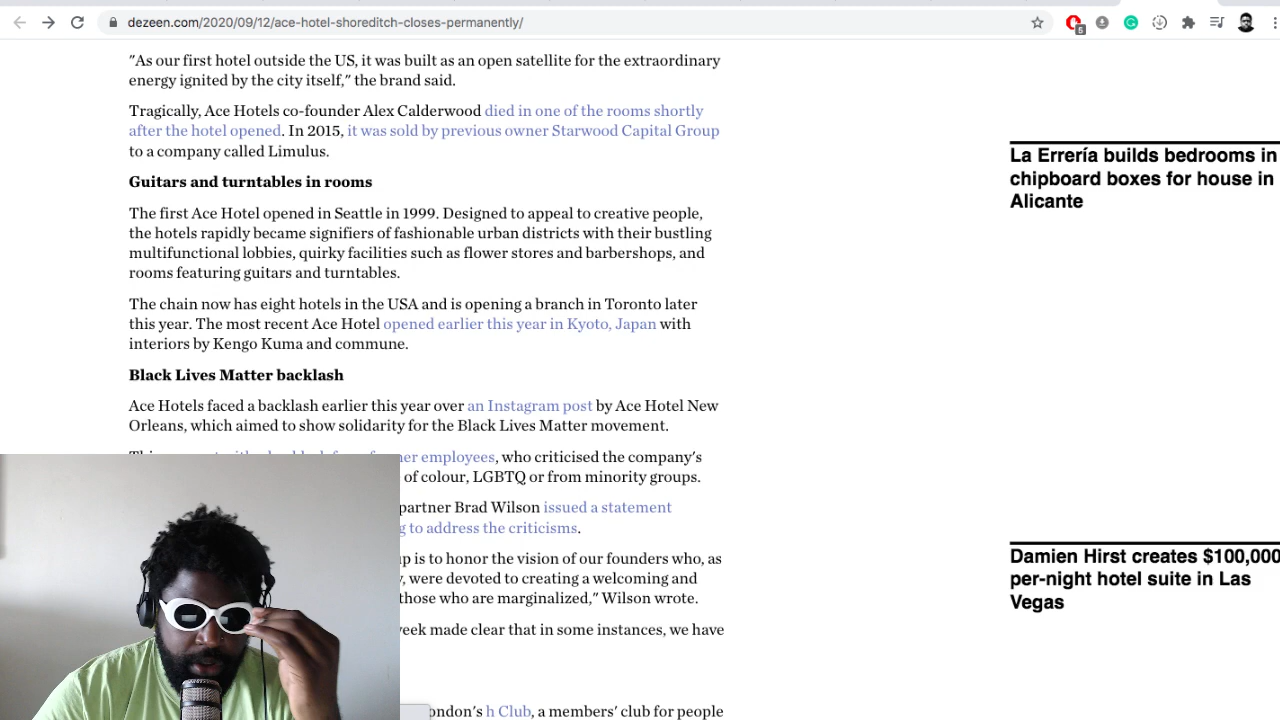 dezeen.com/2020/09/12/ace-hotel-shoreditch-closes-permanently/
5
"As our first hotel outside the US, it was built as an open satellite for the extraordinary
energy ignited by the city itself," the brand said.
Tragically, Ace Hotels co-founder Alex Calderwood died in one of the rooms shortly
after the hotel opened. In 2015, it was sold by previous owner Starwood Capital Group
to a company called Limulus.
Guitars and turntables in rooms
The first Ace Hotel opened in Seattle in 1999. Designed to appeal to creative people,
the hotels rapidly became signifiers of fashionable urban districts with their bustling
multifunctional lobbies, quirky facilities such as flower stores and barbershops, and
rooms featuring guitars and turntables.
The chain now has eight hotels in the USA and is opening a branch in Toronto later
this year. The most recent Ace Hotel opened earlier this year in Kyoto, Japan with
interiors by Kengo Kuma and commune.
Black Lives Matter backlash
Ace Hotels faced a backlash earlier this year over an Instagram post by Ace Hotel New
Orleans, which aimed to show solidarity for the Black Lives Matter movement.
employees, who criticised the company's
of colour, LGBTQ or from minority groups.
partner Brad Wilson issued a statement
to address the criticisms.
is to honor the vision of our founders who, as
were devoted to creating a welcoming and
those who are marginalized," Wilson wrote.
made clear that in some instances, we have
h Club, a members' club for people
La Errería builds bedrooms in
chipboard boxes for house in
Alicante
Damien Hirst creates $100,000
per-night hotel suite in Las
Vegas